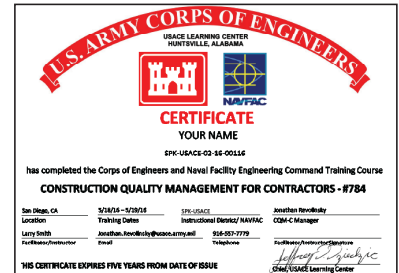 U.S. ARMY CORPS OF ENGINEERS
USACE LEARNING CENTER
HUNTSVILLE, ALABAMA
NAVFAC
CERTIFICATE
YOUR NAME
SPK-USACE-02-16-00116
has completed the Corps of Engineers and Naval Facility Engineering Command Training Course
CONSTRUCTION QUALITY MANAGEMENT FOR CONTRACTORS - #784
San Diego, CA 5/18/16 – 5/19/16 SPK-USACE Jonathan Revolinsky
Location Training Dates Instructional District/ NAVFAC CQM-C Manager
Larry Smith Jonathan.Revolinsky@usace.army.mil 916-557-7779
Facilitator/Instructor Email Telephone Facilitator/Instructor Signature
THIS CERTIFICATE EXPIRES FIVE YEARS FROM DATE OF ISSUE
Chief, USACE Learning Center